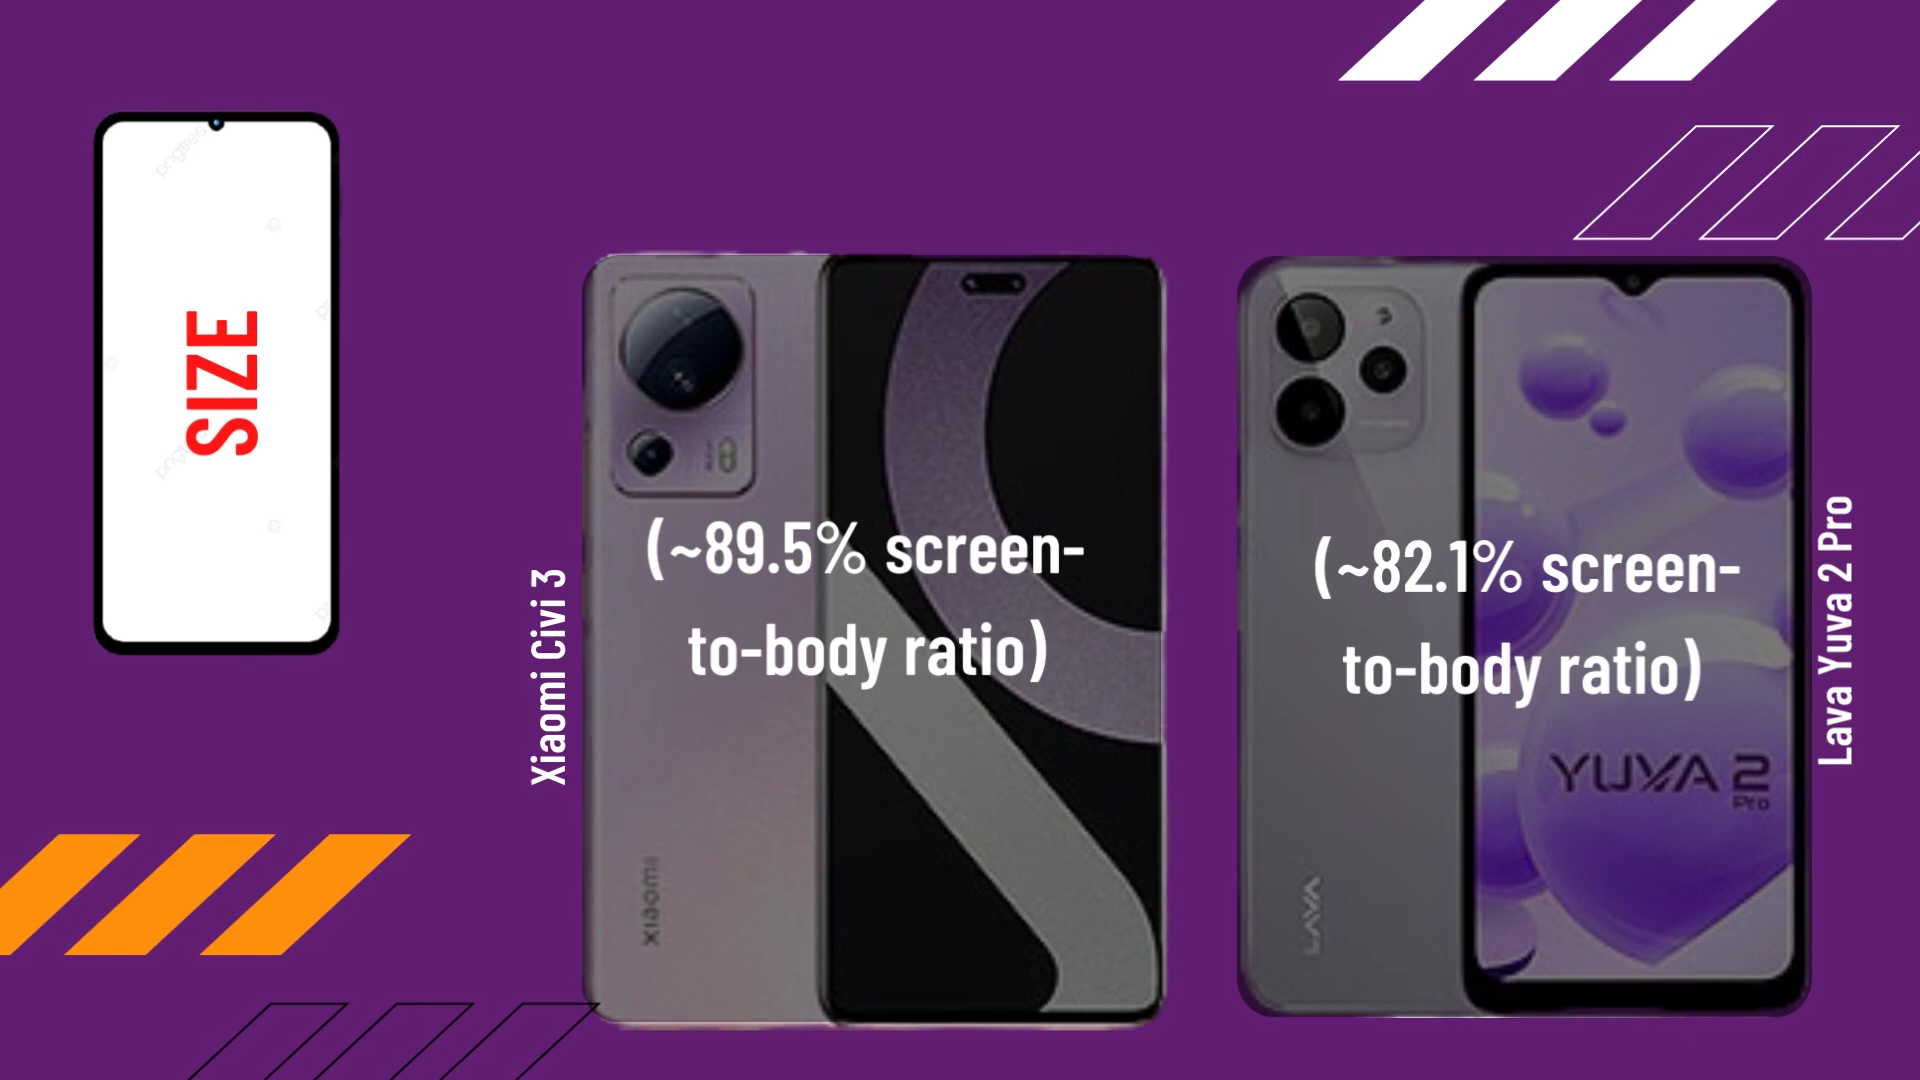 SIZE
Xiaomi Civi 3
(~89.5% screen-
to-body ratio)
xiaomi
(~82.1% screen-
to-body ratio)
YUVA 2
Pro
LAVA
Lava Yuva 2 Pro
pngtree